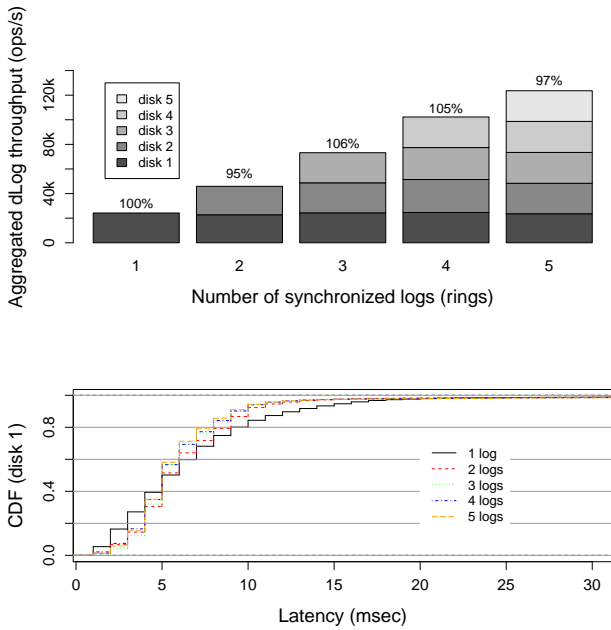 Aggregated dLog throughput (ops/s)
120k
80k
40k
0
disk 5
disk 4
disk 3
disk 2
disk 1
100%
95%
106%
105%
97%
1 2 3 4 5
Number of synchronized logs (rings)
CDF (disk 1)
0.8
0.4
0.0
1 log
2 logs
3 logs
4 logs
5 logs
0 5 10 15 20 25 30
Latency (msec)